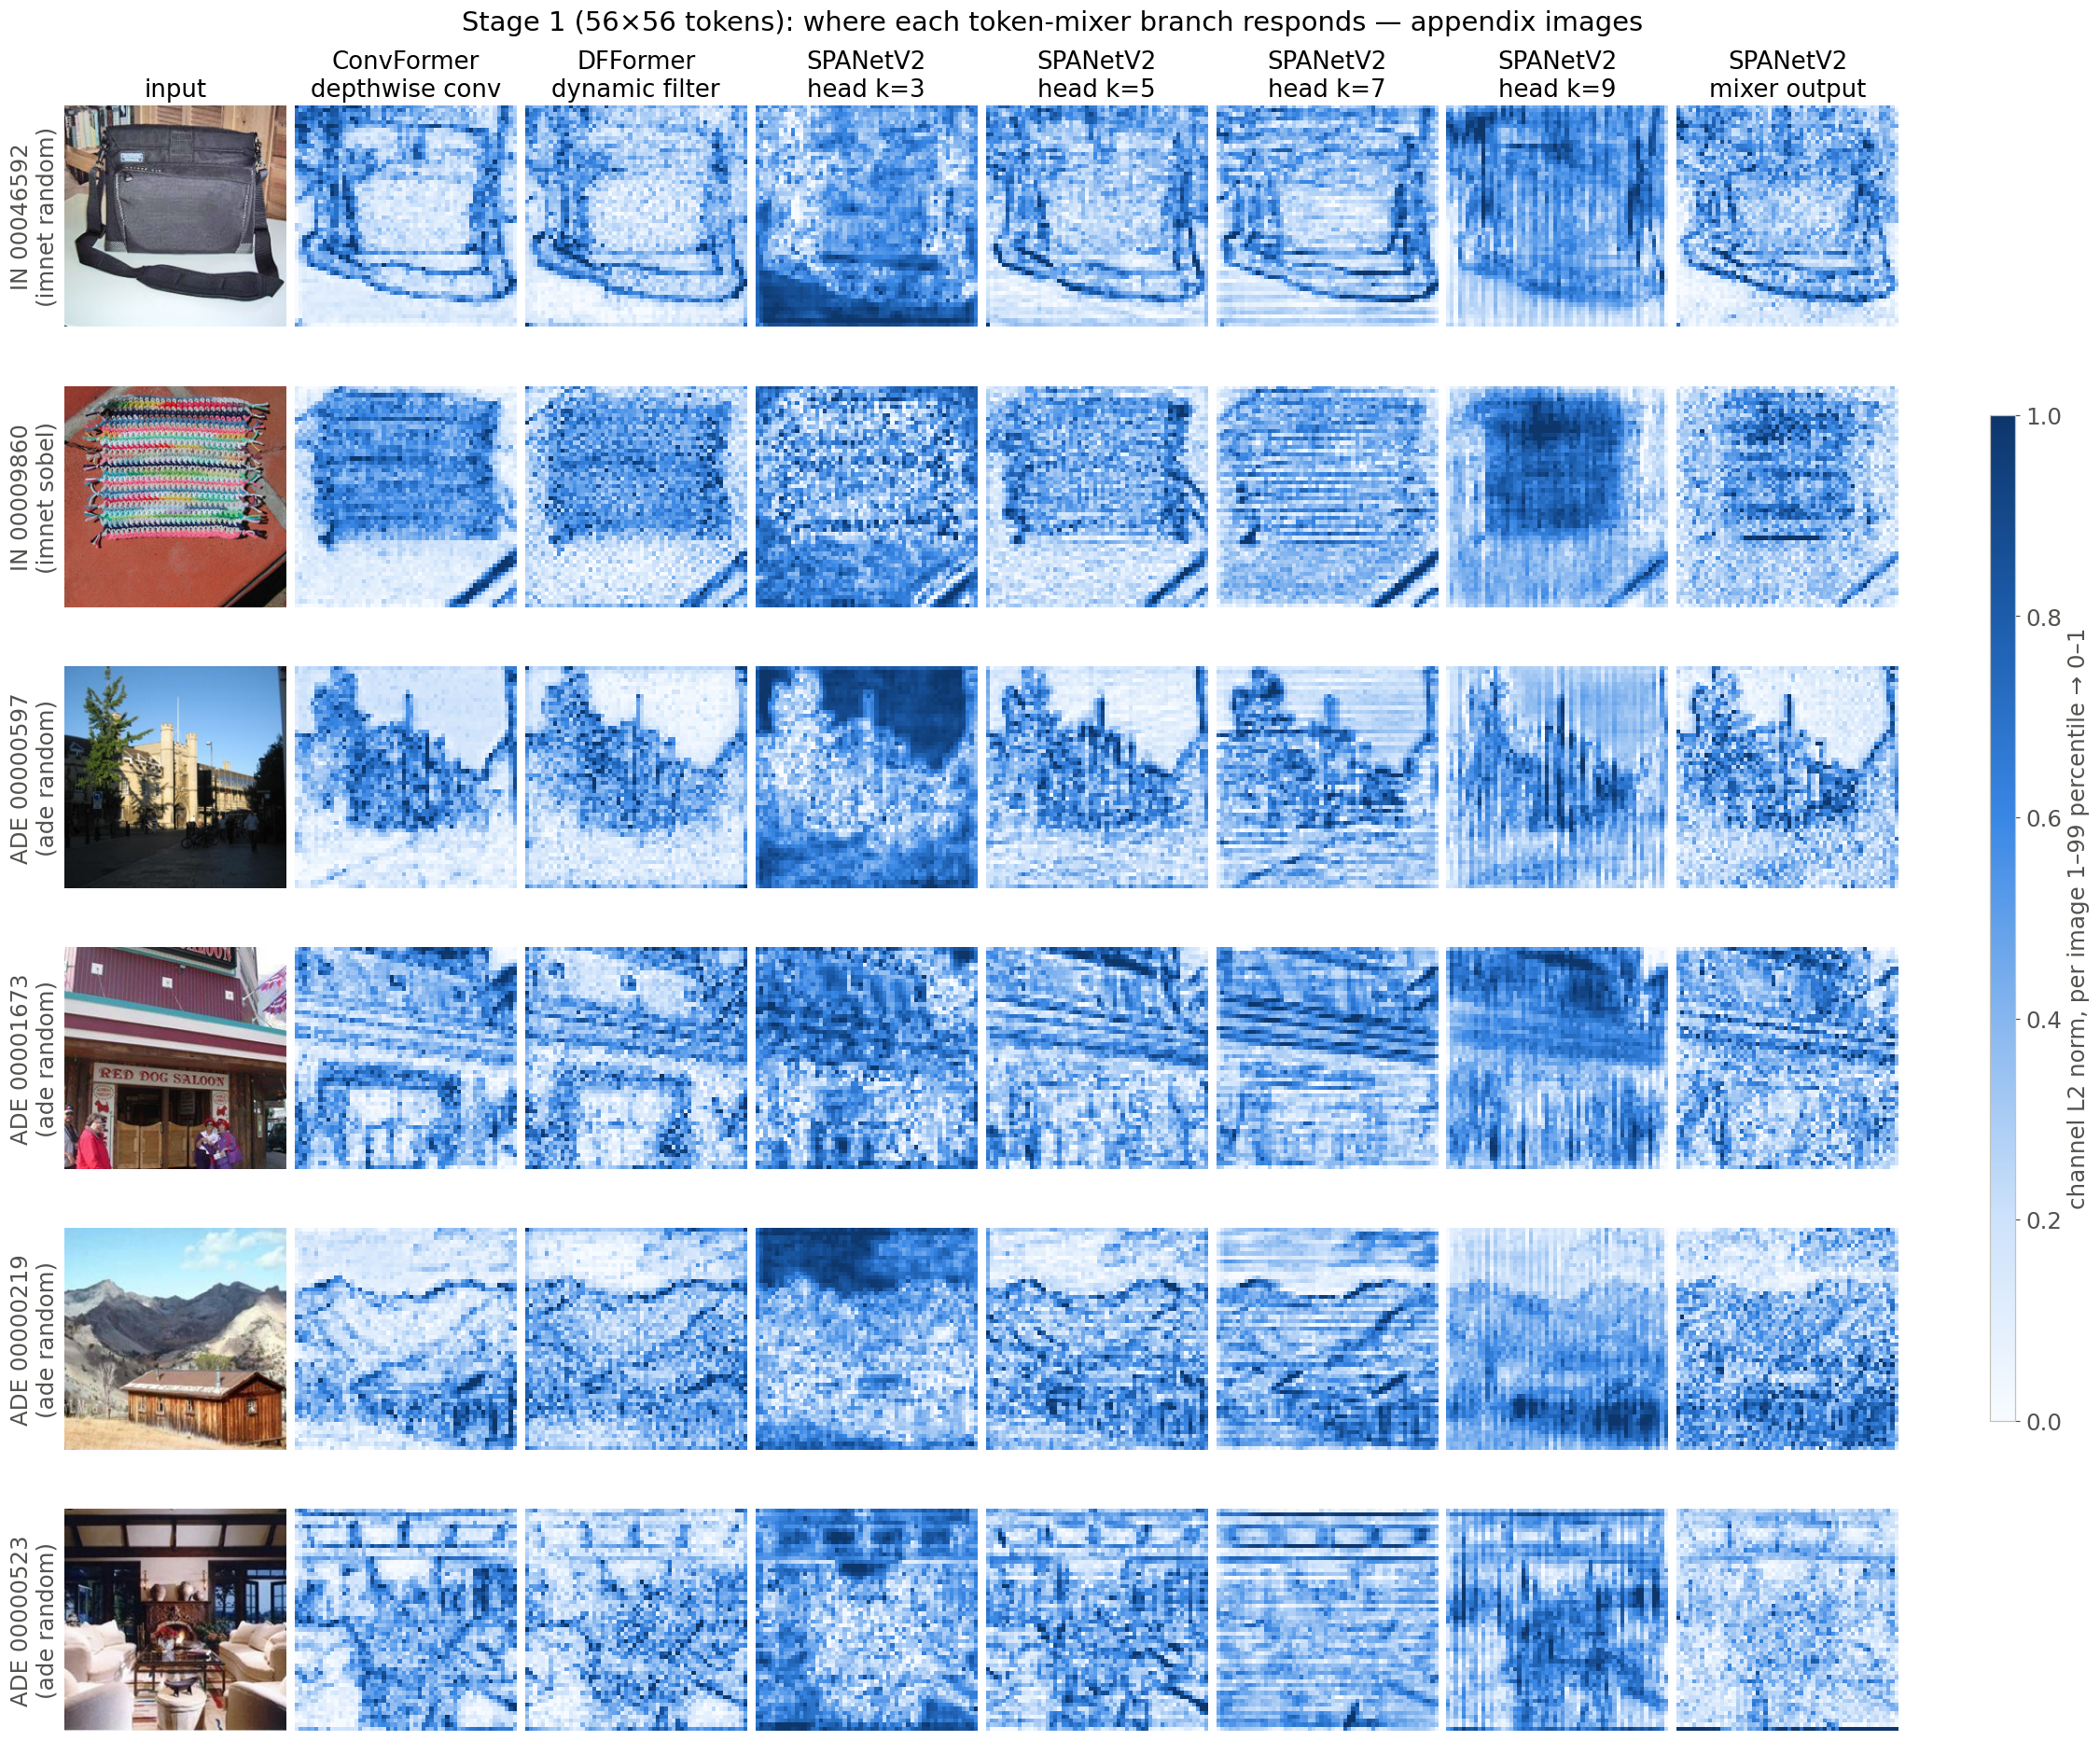 Stage 1 (56×56 tokens): where each token-mixer branch responds — appendix images
input
ConvFormer
depthwise conv
DFFormer
dynamic filter
SPANetV2
head k=3
SPANetV2
head k=5
SPANetV2
head k=7
SPANetV2
head k=9
SPANetV2
mixer output
IN 00046592
(imnet random)
IN 00009860
(imnet sobel)
ADE 00000597
(ade random)
ADE 00001673
(ade random)
SALOON
RED DOG SALOON
ADE 00000219
(ade random)
ADE 00000523
(ade random)
1.0
0.8
0.6
0.4
0.2
0.0
channel L2 norm, per image 1–99 percentile → 0–1